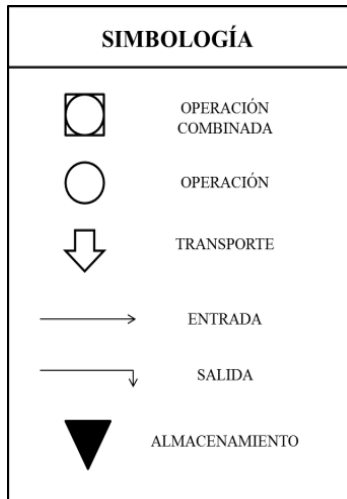 SIMBOLOGÍA
OPERACIÓN
COMBINADA
OPERACIÓN
TRANSPORTE
ENTRADA
SALIDA
ALMACENAMIENTO